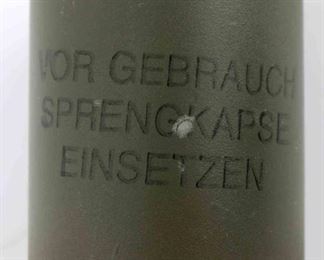 VOR GEBRAUCH
SPRENGKAPSE
EINSETZEN